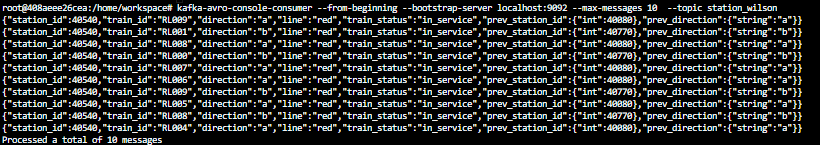 root@408aeee26cea:/home/workspace# kafka-avro-console-consumer --from-beginning --bootstrap-server localhost:9092 --max-messages 10  --topic station_wilson
{"station_id":40540,"train_id":"RL009","direction":"a","line":"red","train_status":"in_service","prev_station_id":{"int":40080},"prev_direction":{"string":"a"}}
{"station_id":40540,"train_id":"RL001","direction":"b","line":"red","train_status":"in_service","prev_station_id":{"int":40770},"prev_direction":{"string":"b"}}
{"station_id":40540,"train_id":"RL008","direction":"a","line":"red","train_status":"in_service","prev_station_id":{"int":40080},"prev_direction":{"string":"a"}}
{"station_id":40540,"train_id":"RL000","direction":"b","line":"red","train_status":"in_service","prev_station_id":{"int":40770},"prev_direction":{"string":"b"}}
{"station_id":40540,"train_id":"RL007","direction":"a","line":"red","train_status":"in_service","prev_station_id":{"int":40080},"prev_direction":{"string":"a"}}
{"station_id":40540,"train_id":"RL006","direction":"a","line":"red","train_status":"in_service","prev_station_id":{"int":40080},"prev_direction":{"string":"a"}}
{"station_id":40540,"train_id":"RL009","direction":"b","line":"red","train_status":"in_service","prev_station_id":{"int":40770},"prev_direction":{"string":"b"}}
{"station_id":40540,"train_id":"RL005","direction":"a","line":"red","train_status":"in_service","prev_station_id":{"int":40080},"prev_direction":{"string":"a"}}
{"station_id":40540,"train_id":"RL008","direction":"b","line":"red","train_status":"in_service","prev_station_id":{"int":40770},"prev_direction":{"string":"b"}}
{"station_id":40540,"train_id":"RL004","direction":"a","line":"red","train_status":"in_service","prev_station_id":{"int":40080},"prev_direction":{"string":"a"}}
Processed a total of 10 messages